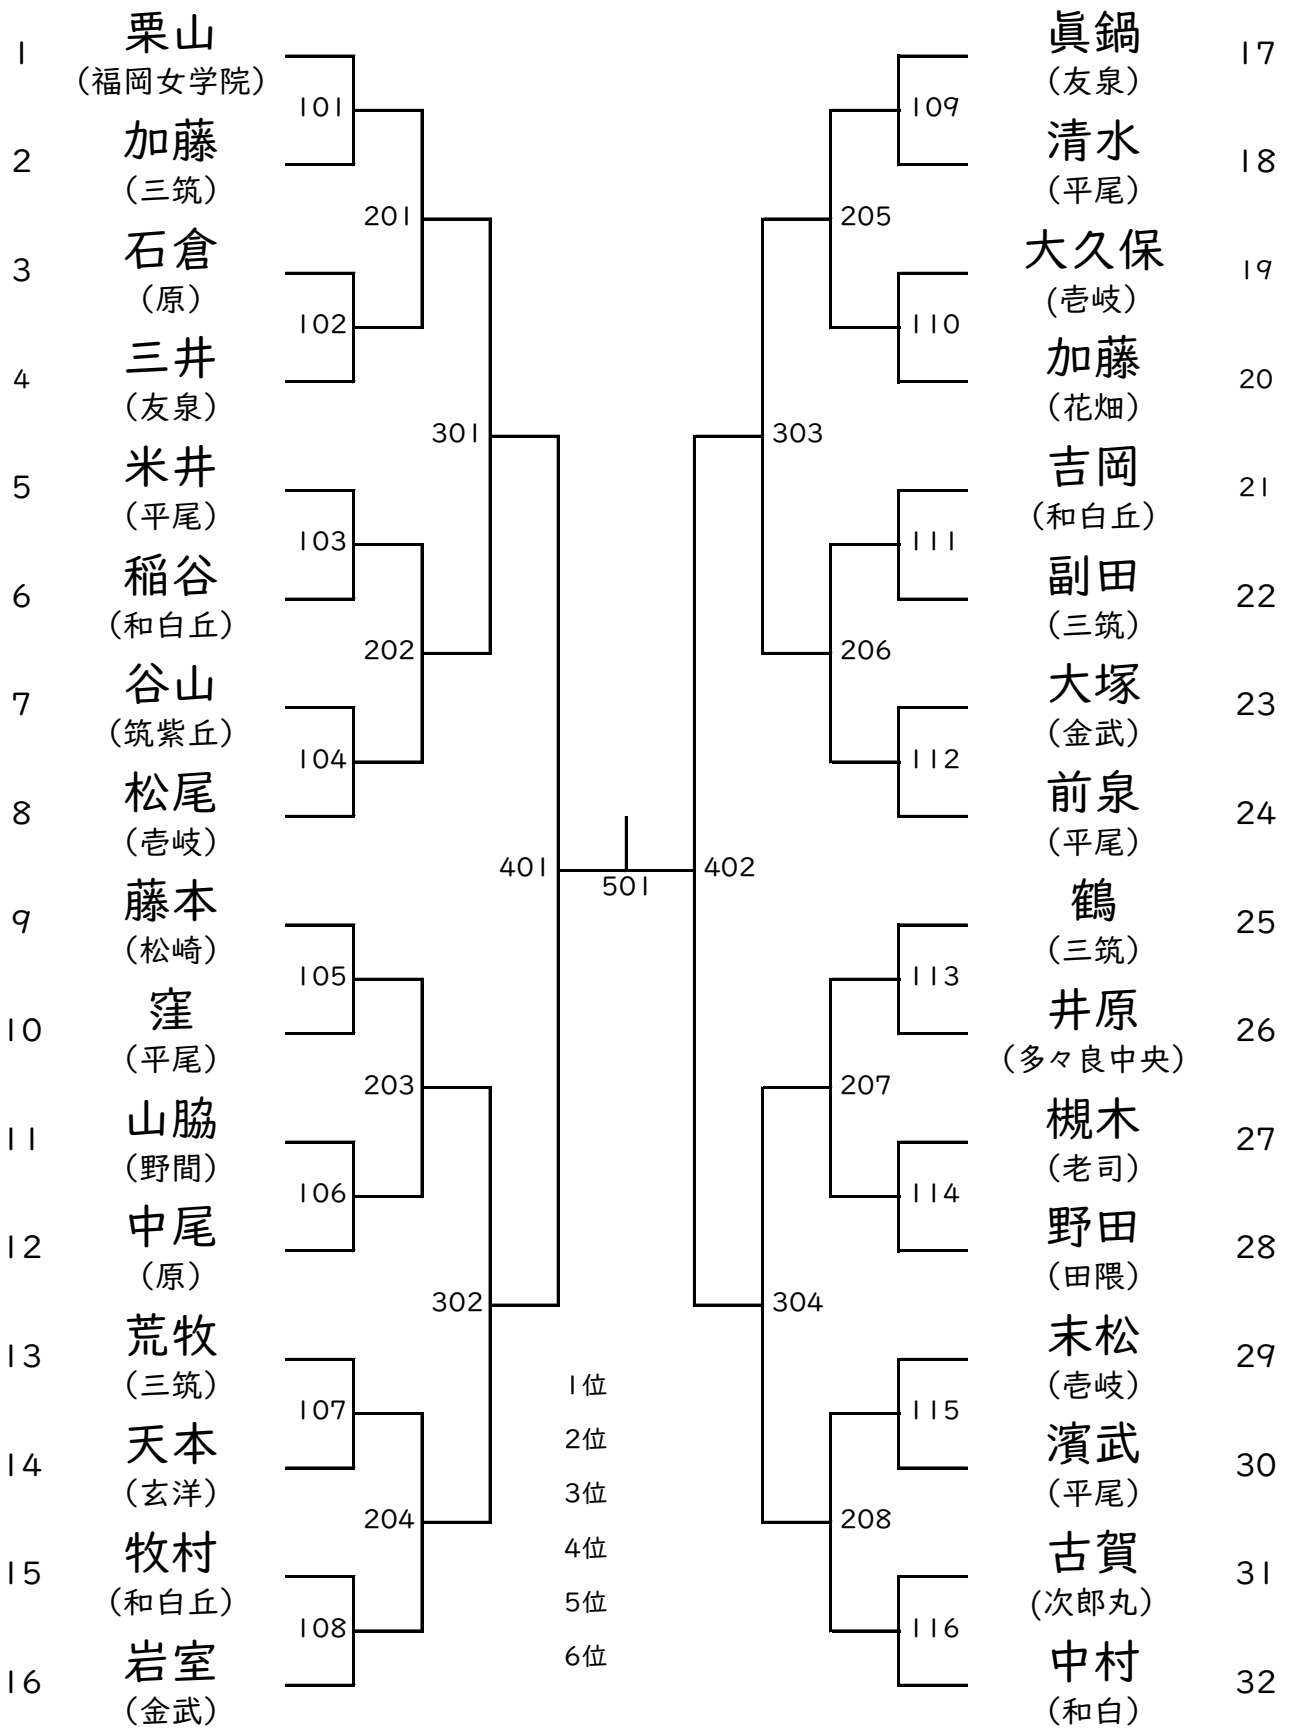 1
栗山
(福岡女学院)
101
2
加藤
(三筑)
201
3
石倉
(原)
102
4
三井
(友泉)
301
5
米井
(平尾)
103
6
稲谷
(和白丘)
202
7
谷山
(筑紫丘)
104
8
松尾
(壱岐)
401
9
藤本
(松崎)
105
10
窪
(平尾)
203
11
山脇
(野間)
106
12
中尾
(原)
302
13
荒牧
(三筑)
107
14
天本
(玄洋)
204
15
牧村
(和白丘)
108
16
岩室
(金武)
501
1位
2位
3位
4位
5位
6位
眞鍋
(友泉)
17
109
清水
(平尾)
18
205
大久保
(壱岐)
19
110
加藤
(花畑)
20
303
吉岡
(和白丘)
21
111
副田
(三筑)
22
206
大塚
(金武)
23
112
前泉
(平尾)
24
402
鶴
(三筑)
25
113
井原
(多々良中央)
26
207
槻木
(老司)
27
114
野田
(田隈)
28
304
末松
(壱岐)
29
115
濱武
(平尾)
30
208
古賀
(次郎丸)
31
116
中村
(和白)
32